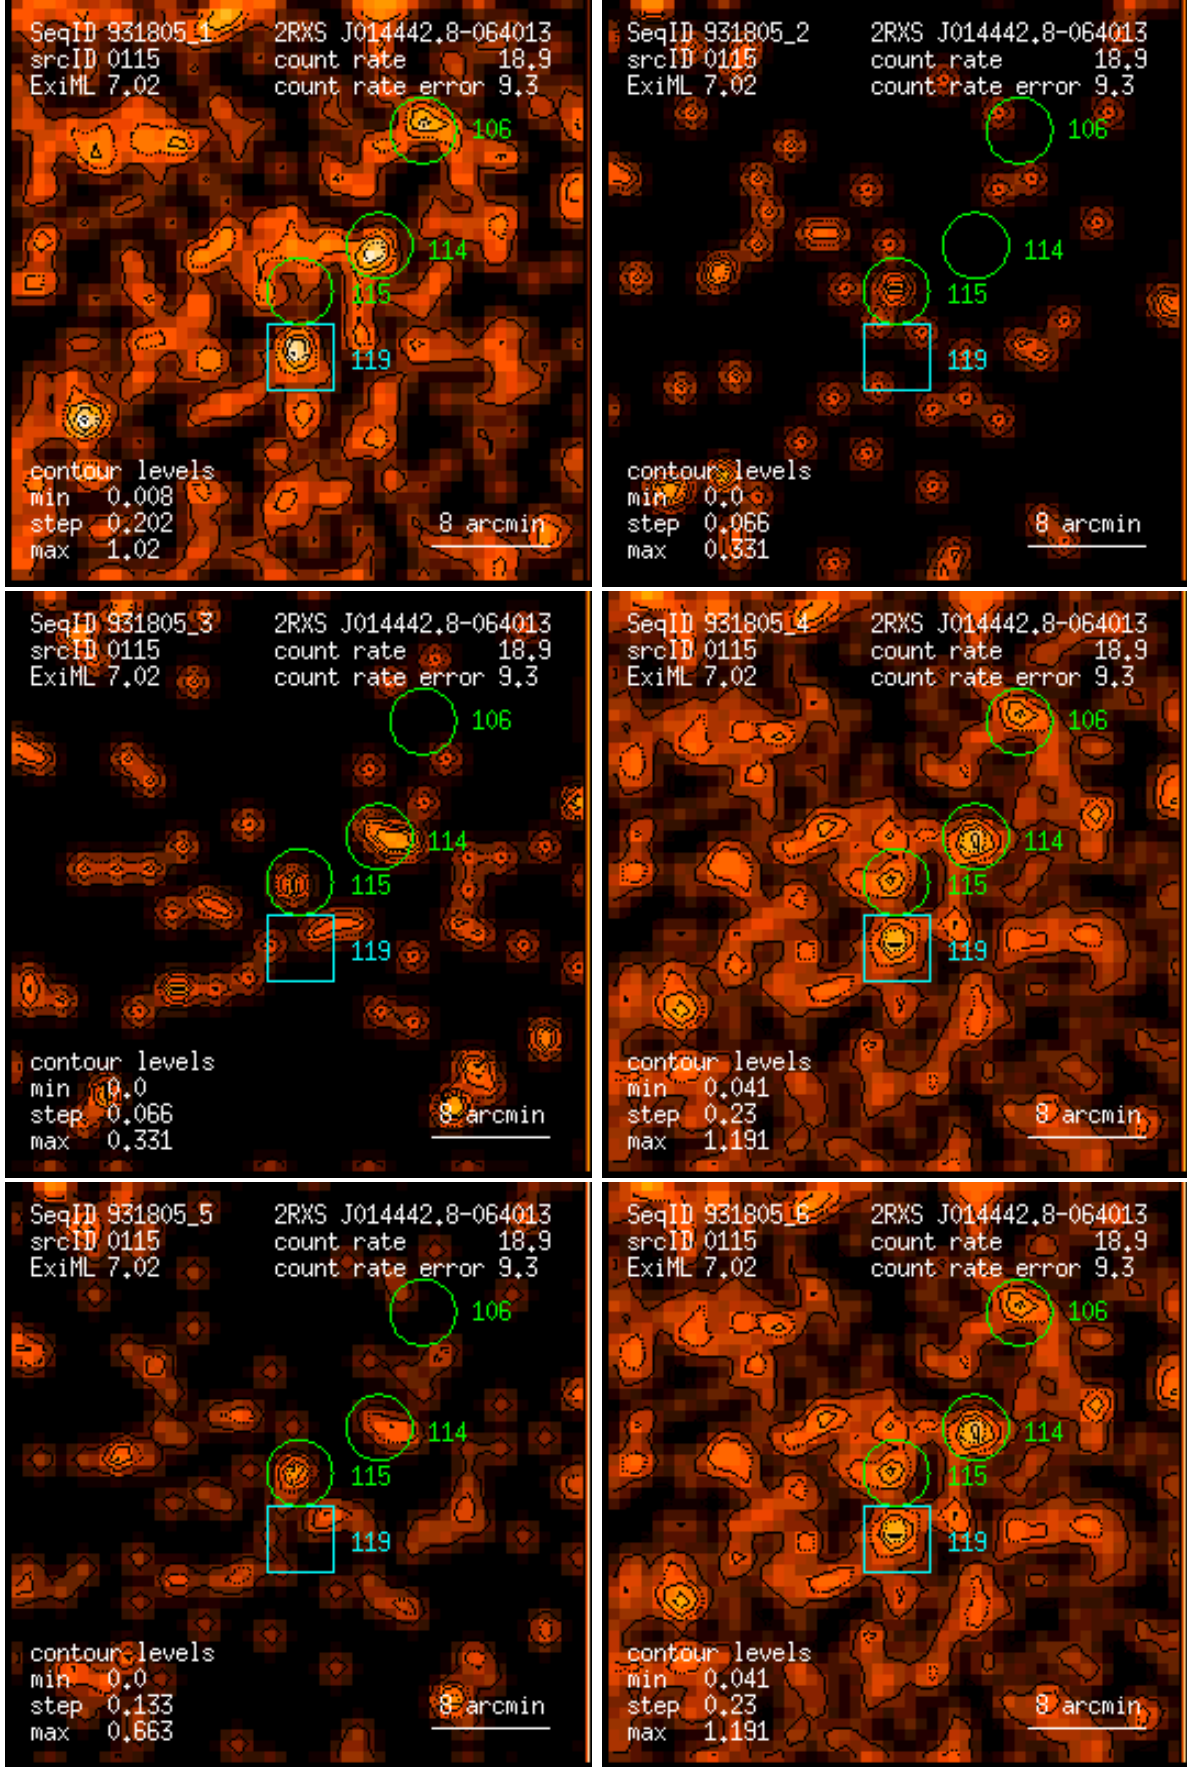 SeqID 931805_1 2RXS J014442.8-064013
srcID 0115 count rate 18.9
ExiML 7.02 count rate error 9.3
106
114
115
119
contour levels
min 0.008
step 0.202
max 1.02
8 arcmin
SeqID 931805_2 2RXS J014442.8-064013
srcID 0115 count rate 18.9
ExiML 7.02 count rate error 9.3
106
114
115
119
contour levels
min 0.0
step 0.066
max 0.331
8 arcmin
SeqID 931805_3 2RXS J014442.8-064013
srcID 0115 count rate 18.9
ExiML 7.02 count rate error 9.3
106
114
115
119
contour levels
min 0.0
step 0.066
max 0.331
8 arcmin
SeqID 931805_4 2RXS J014442.8-064013
srcID 0115 count rate 18.9
ExiML 7.02 count rate error 9.3
106
114
115
119
contour levels
min 0.041
step 0.23
max 1.191
8 arcmin
SeqID 931805_5 2RXS J014442.8-064013
srcID 0115 count rate 18.9
ExiML 7.02 count rate error 9.3
106
114
115
119
contour levels
min 0.0
step 0.133
max 0.663
8 arcmin
SeqID 931805_6 2RXS J014442.8-064013
srcID 0115 count rate 18.9
ExiML 7.02 count rate error 9.3
106
114
115
119
contour levels
min 0.041
step 0.23
max 1.191
8 arcmin